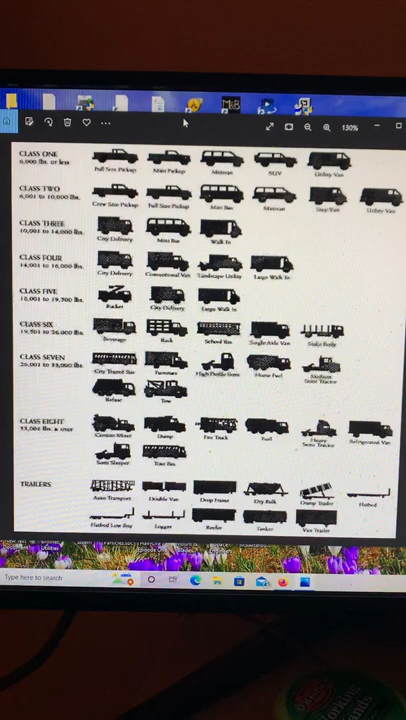 M&B
130%
CLASS ONE
6,000 lbs. or less
Full Size Pickup Mini Pickup Minivan SUV Utility Van
CLASS TWO
6,001 to 10,000 lbs.
Crew Size Pickup Full Size Pickup Mini Bus Minivan Step Van Utility Van
CLASS THREE
10,001 to 14,000 lbs.
City Delivery Mini Bus Walk In
CLASS FOUR
14,001 to 16,000 lbs.
City Delivery Conventional Van Landscape Utility Large Walk In
CLASS FIVE
16,001 to 19,500 lbs.
Bucket City Delivery Large Walk In
CLASS SIX
19,501 to 26,000 lbs.
Beverage Rack School Bus Single Axle Van Stake Body
CLASS SEVEN
26,001 to 33,000 lbs.
City Transit Bus Furniture High Profile Semi Home Fuel Medium
Semi Tractor
Refuse Tow
CLASS EIGHT
33,001 lbs. & over
Cement Mixer Dump Fire Truck Fuel Heavy
Semi Tractor Refrigerated Van
Semi Sleeper Tour Bus
TRAILERS
Auto Transport Double Van Drop Frame Dry Bulk Dump Trailer Flatbed
Flatbed Low Boy Logger Reefer Tanker Van Trailer
Utilities
Type here to search